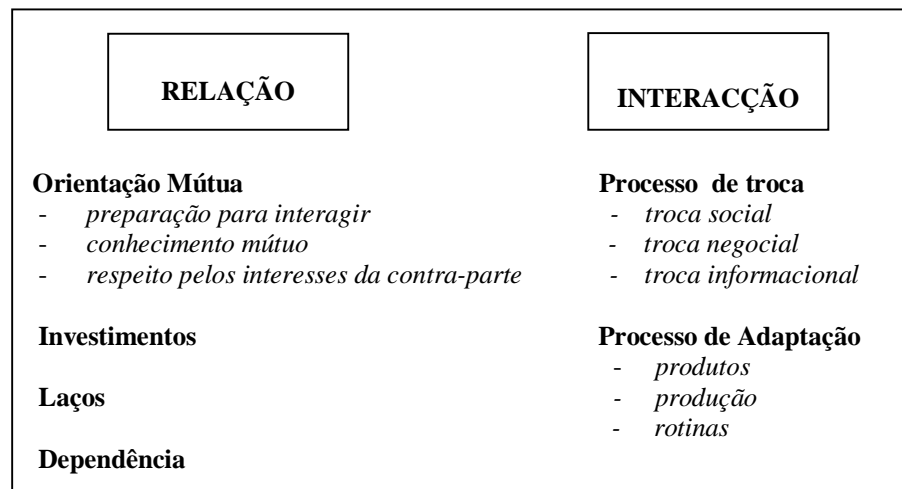 RELAÇÃO
Orientação Mútua
- preparação para interagir
- conhecimento mútuo
- respeito pelos interesses da contra-parte
Investimentos
Laços
Dependência
INTERACÇÃO
Processo de troca
- troca social
- troca negocial
- troca informacional
Processo de Adaptação
- produtos
- produção
- rotinas